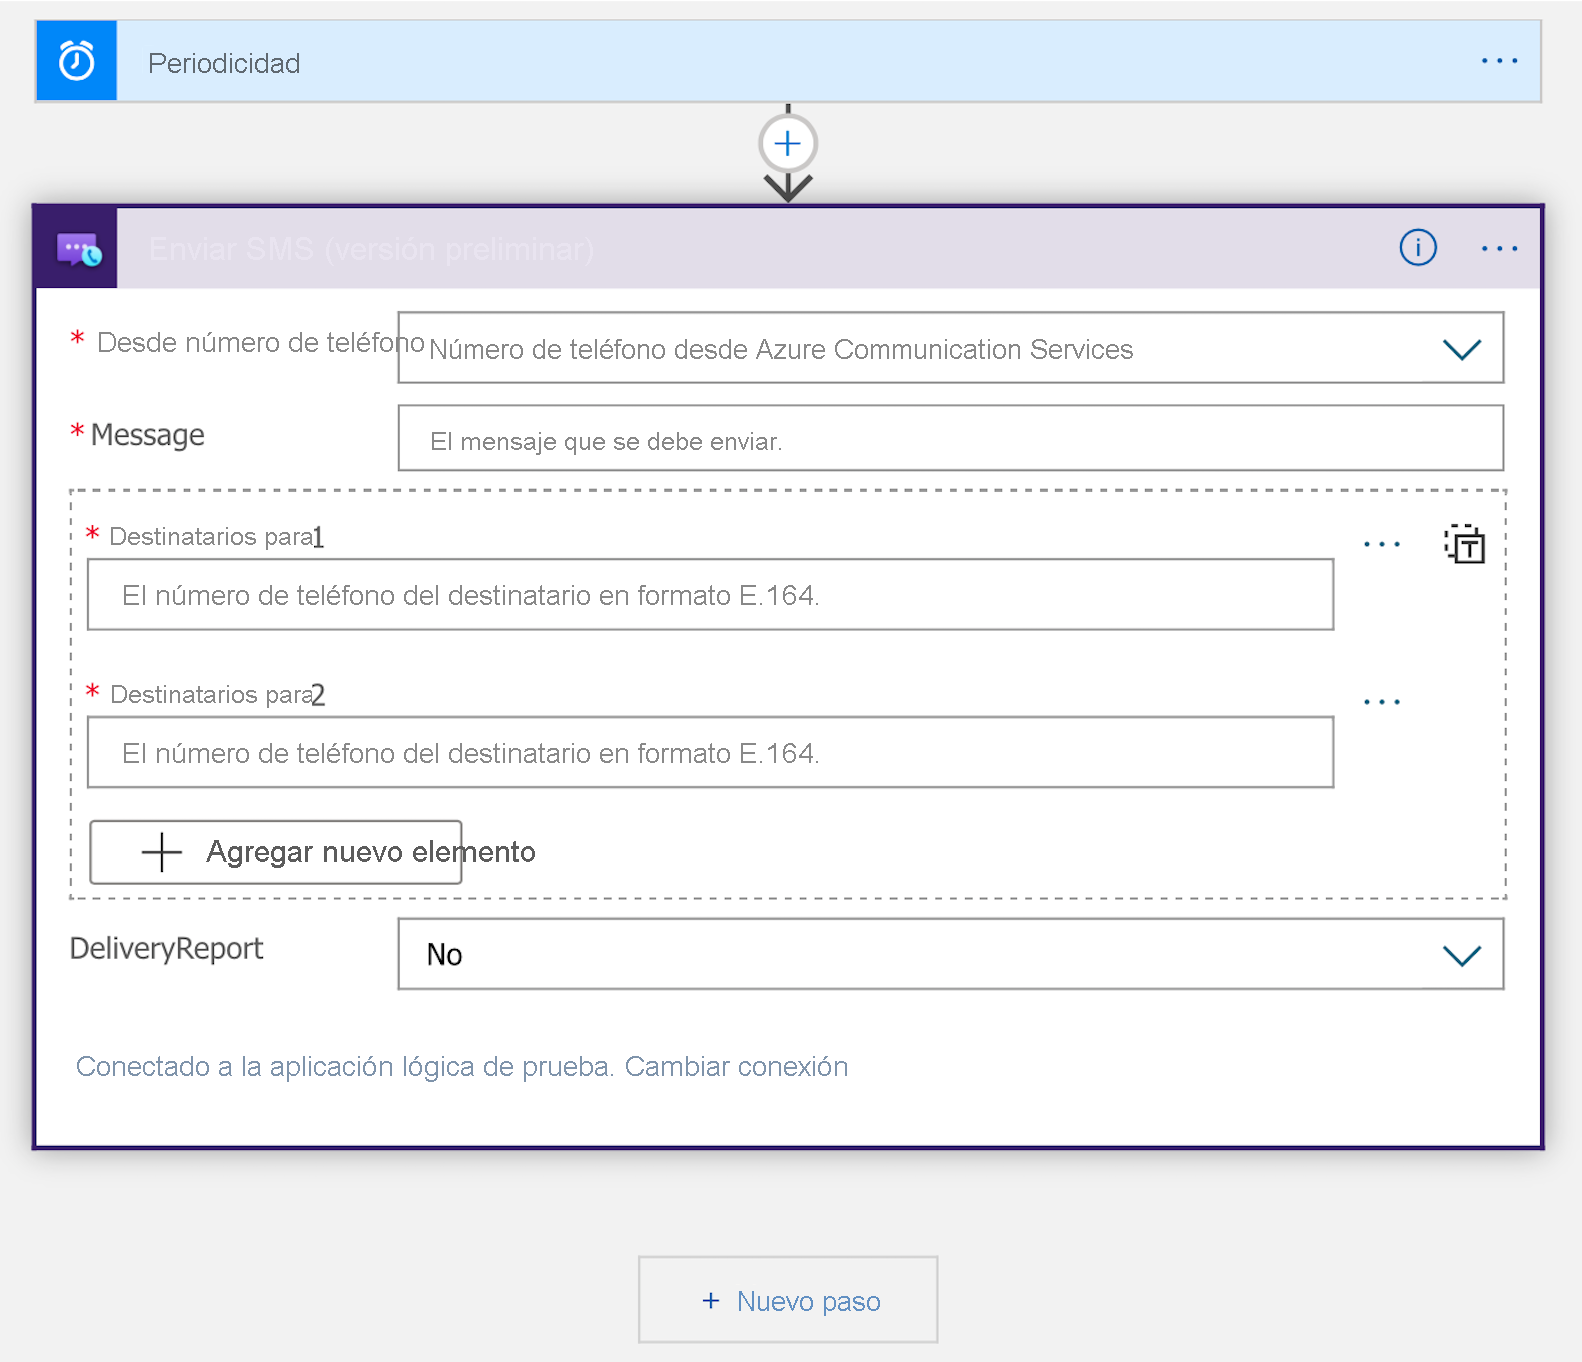 Periodicidad
Enviar SMS (versión preliminar)
* Desde número de teléfono
Número de teléfono desde Azure Communication Services
* Message
El mensaje que se debe enviar.
* Destinatarios para1
El número de teléfono del destinatario en formato E.164.
* Destinatarios para2
El número de teléfono del destinatario en formato E.164.
Agregar nuevo elemento
DeliveryReport
No
Conectado a la aplicación lógica de prueba. Cambiar conexión
+ Nuevo paso